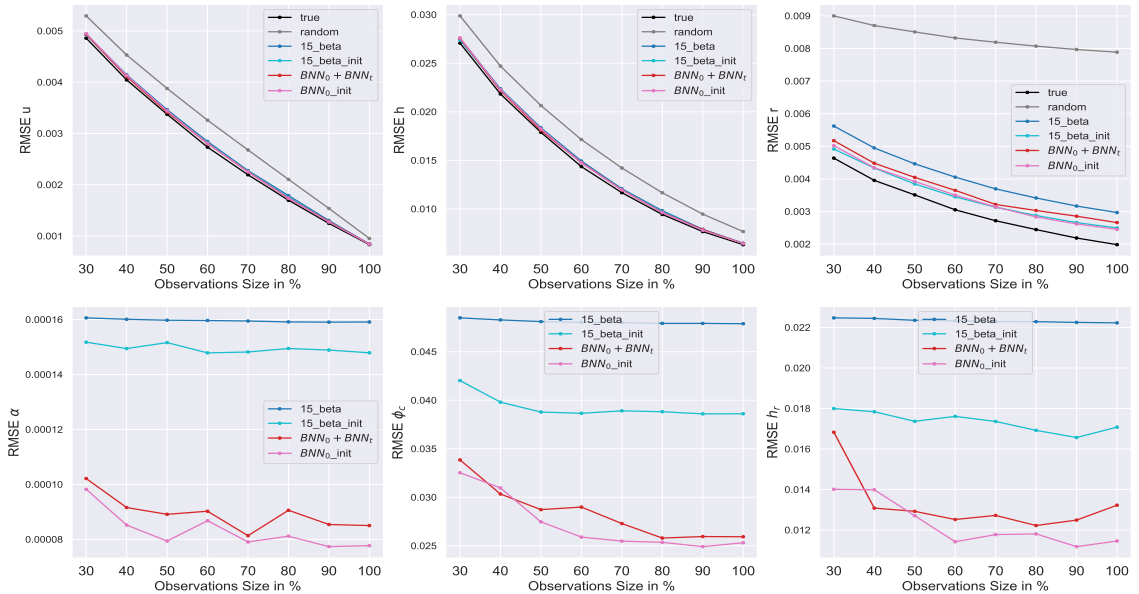 RMSE u
0.005
0.004
0.003
0.002
0.001
true
random
15_beta
15_beta_init
BNN₀ + BNNₜ
BNN₀_init
30 40 50 60 70 80 90 100
Observations Size in %
RMSE h
0.030
0.025
0.020
0.015
0.010
true
random
15_beta
15_beta_init
BNN₀ + BNNₜ
BNN₀_init
30 40 50 60 70 80 90 100
Observations Size in %
RMSE r
0.009
0.008
0.007
0.006
0.005
0.004
0.003
0.002
true
random
15_beta
15_beta_init
BNN₀ + BNNₜ
BNN₀_init
30 40 50 60 70 80 90 100
Observations Size in %
RMSE α
0.00016
0.00014
0.00012
0.00010
0.00008
15_beta
15_beta_init
BNN₀ + BNNₜ
BNN₀_init
30 40 50 60 70 80 90 100
Observations Size in %
RMSE ϕ_c
0.045
0.040
0.035
0.030
0.025
15_beta
15_beta_init
BNN₀ + BNNₜ
BNN₀_init
30 40 50 60 70 80 90 100
Observations Size in %
RMSE hᵣ
0.022
0.020
0.018
0.016
0.014
0.012
15_beta
15_beta_init
BNN₀ + BNNₜ
BNN₀_init
30 40 50 60 70 80 90 100
Observations Size in %